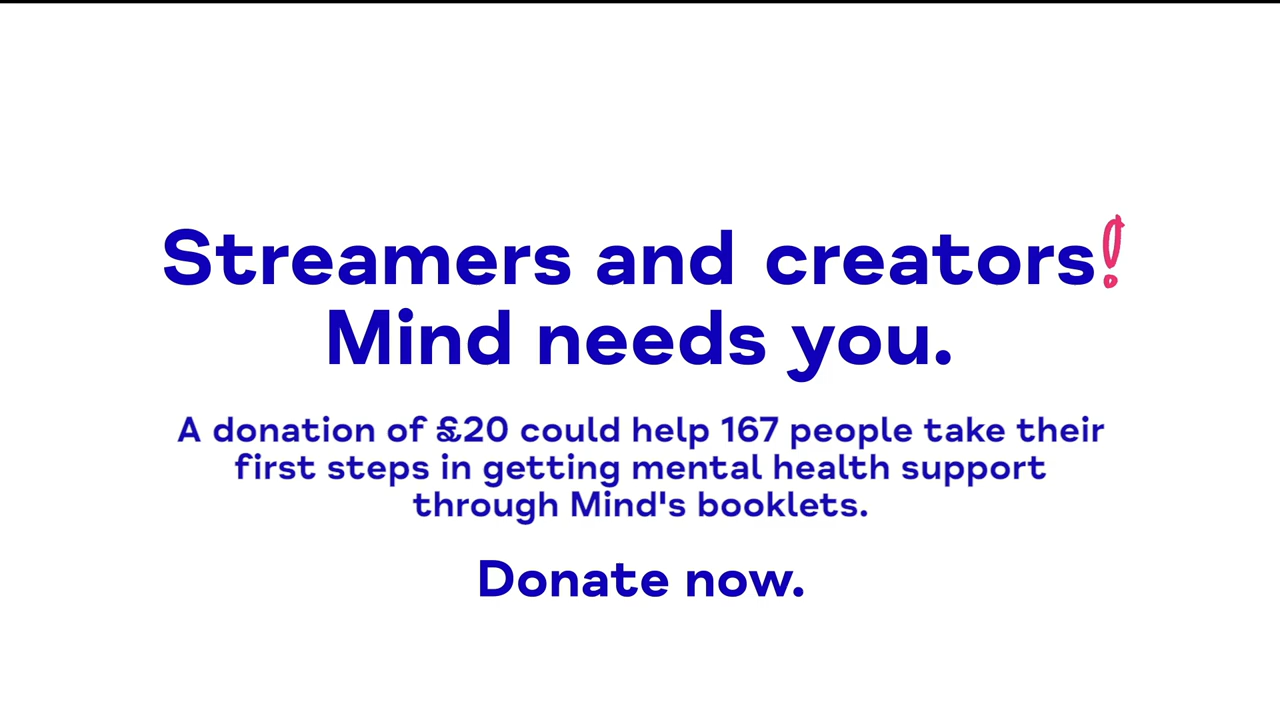 Streamers and creators!
Mind needs you.
A donation of £20 could help 167 people take their
first steps in getting mental health support
through Mind's booklets.
Donate now.